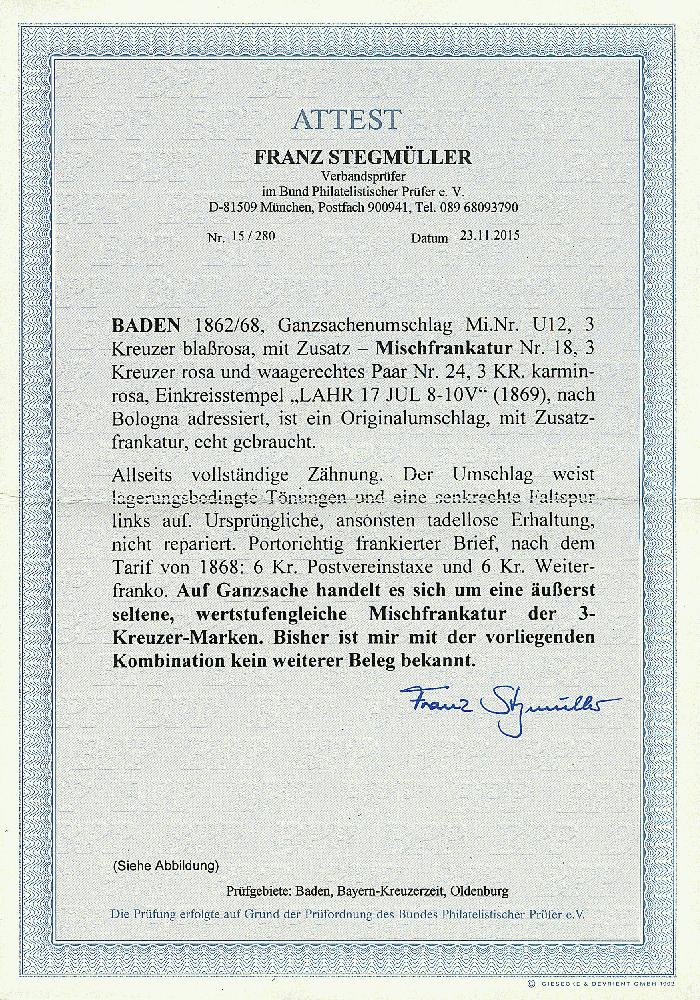 ATTEST
FRANZ STEGMÜLLER
Verbandsprüfer
im Bund Philatelistischer Prüfer e. V.
D-81509 München, Postfach 900941, Tel. 089 68093790
Nr. 15 / 280 Datum 23.11.2015
BADEN 1862/68, Ganzsachenumschlag Mi.Nr. U12, 3
Kreuzer blaßrosa, mit Zusatz – Mischfrankatur Nr. 18, 3
Kreuzer rosa und waagerechtes Paar Nr. 24, 3 KR. karmin-
rosa, Einkreisstempel „LAHR 17 JUL 8-10V“ (1869), nach
Bologna adressiert, ist ein Originalumschlag, mit Zusatz-
frankatur, echt gebraucht.
Allseits vollständige Zähnung. Der Umschlag weist
lagerungsbedingte Tönungen und eine senkrechte Faltspur
links auf. Ursprüngliche, ansonsten tadellose Erhaltung,
nicht repariert. Portorichtig frankierter Brief, nach dem
Tarif von 1868: 6 Kr. Postvereinstaxe und 6 Kr. Weiter-
franko. Auf Ganzsache handelt es sich um eine äußerst
seltene, wertstufengleiche Mischfrankatur der 3-
Kreuzer-Marken. Bisher ist mir mit der vorliegenden
Kombination kein weiterer Beleg bekannt.
Franz Stegmüller
(Siehe Abbildung)
Prüfgebiete: Baden, Bayern-Kreuzerzeit, Oldenburg
Die Prüfung erfolgte auf Grund der Prüfordnung des Bundes Philatelistischer Prüfer e.V.
© GIESECKE & DEVRIENT GMBH 1992